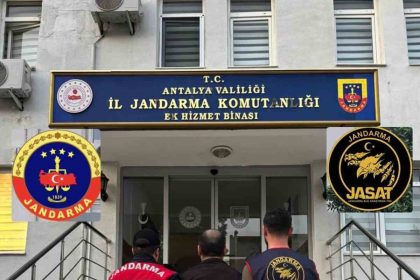 T.C.
ANTALYA VALİLİĞİ
İL JANDARMA KOMUTANLIĞI
EK HİZMET BİNASI
JANDARMA
1839
JANDARMA
JASAT
JANDARMA